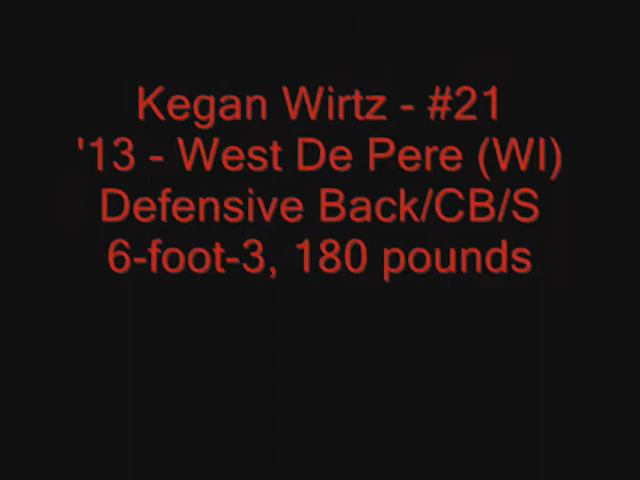 Kegan Wirtz - #21
'13 - West De Pere (WI)
Defensive Back/CB/S
6-foot-3, 180 pounds